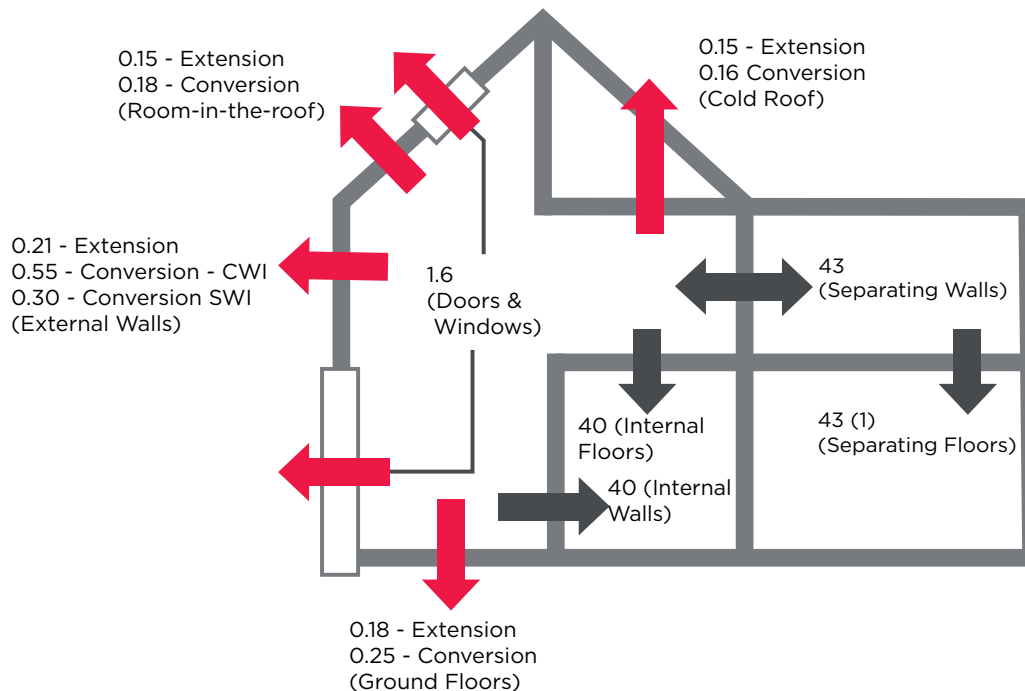 0.15 - Extension
0.18 - Conversion
(Room-in-the-roof)
0.15 - Extension
0.16 Conversion
(Cold Roof)
0.21 - Extension
0.55 - Conversion - CWI
0.30 - Conversion SWI
(External Walls)
1.6
(Doors &
Windows)
43
(Separating Walls)
40 (Internal
Floors)
43 (1)
(Separating Floors)
40 (Internal
Walls)
0.18 - Extension
0.25 - Conversion
(Ground Floors)